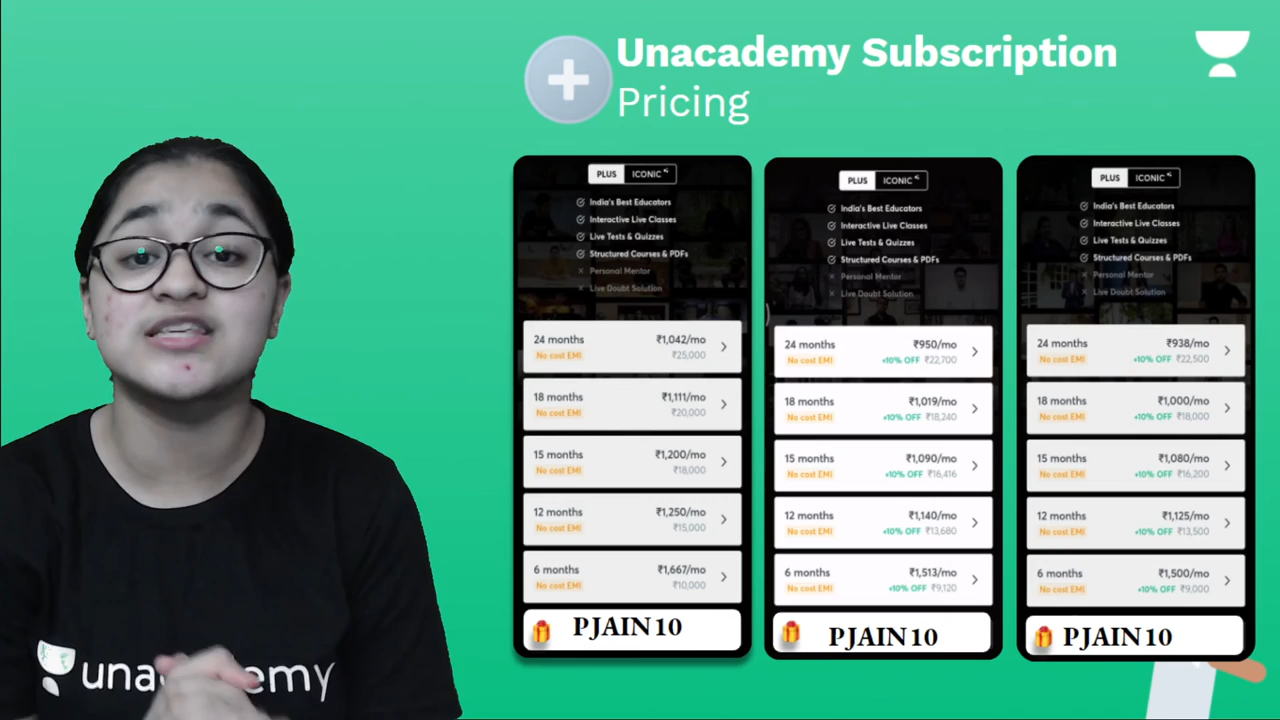 Unacademy Subscription
Pricing
PLUS ICONIC
India's Best Educators
Interactive Live Classes
Live Tests & Quizzes
Structured Courses & PDFs
Personal Mentor
Live Doubt Solution
24 months ₹1,042/mo
No cost EMI ₹25,000
18 months ₹1,111/mo
No cost EMI ₹20,000
15 months ₹1,200/mo
No cost EMI ₹18,000
12 months ₹1,250/mo
No cost EMI ₹15,000
6 months ₹1,667/mo
No cost EMI ₹10,000
PJAIN10
PLUS ICONIC
India's Best Educators
Interactive Live Classes
Live Tests & Quizzes
Structured Courses & PDFs
Personal Mentor
Live Doubt Solution
24 months ₹950/mo
No cost EMI +10% OFF ₹22,700
18 months ₹1,019/mo
No cost EMI +10% OFF ₹18,240
15 months ₹1,090/mo
No cost EMI +10% OFF ₹16,416
12 months ₹1,140/mo
No cost EMI +10% OFF ₹13,680
6 months ₹1,513/mo
No cost EMI +10% OFF ₹9,120
PJAIN10
PLUS ICONIC
India's Best Educators
Interactive Live Classes
Live Tests & Quizzes
Structured Courses & PDFs
Personal Mentor
Live Doubt Solution
24 months ₹938/mo
No cost EMI +10% OFF ₹22,500
18 months ₹1,000/mo
No cost EMI +10% OFF ₹18,000
15 months ₹1,080/mo
No cost EMI +10% OFF ₹16,200
12 months ₹1,125/mo
No cost EMI +10% OFF ₹13,500
6 months ₹1,500/mo
No cost EMI +10% OFF ₹9,000
PJAIN10